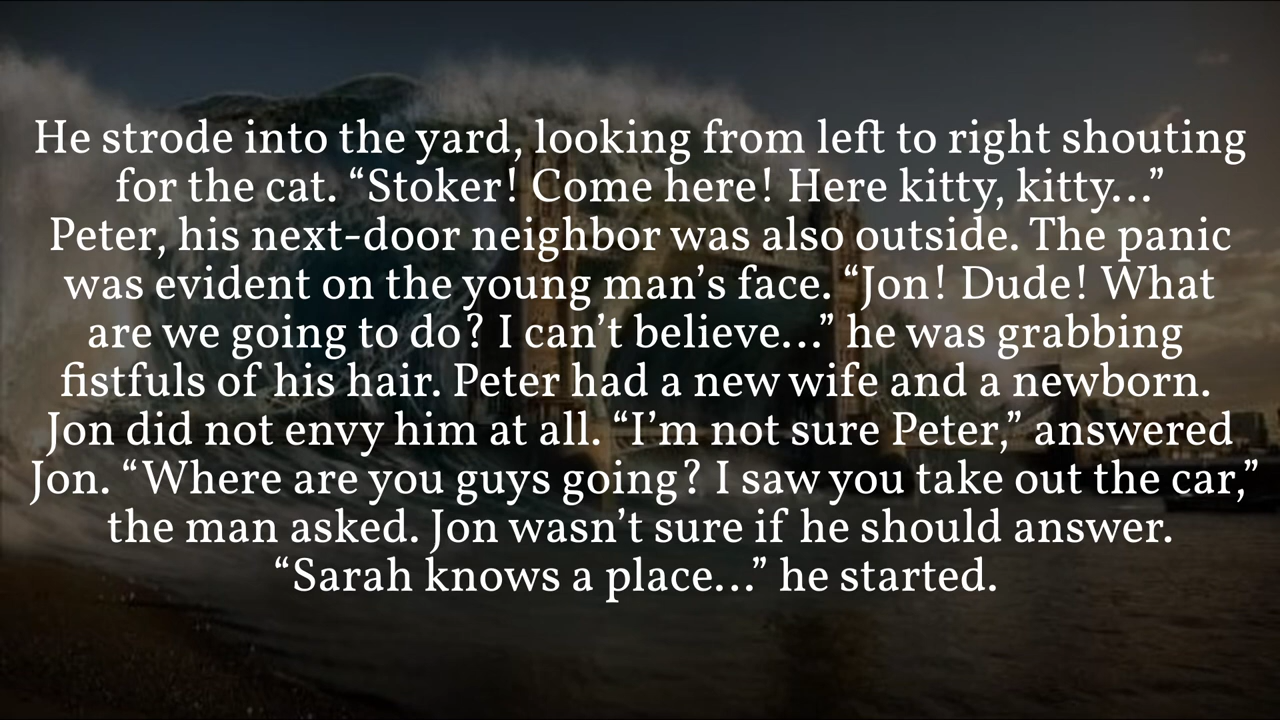 He strode into the yard, looking from left to right shouting
for the cat. “Stoker! Come here! Here kitty, kitty...”
Peter, his next-door neighbor was also outside. The panic
was evident on the young man’s face. “Jon! Dude! What
are we going to do? I can’t believe...” he was grabbing
fistfuls of his hair. Peter had a new wife and a newborn.
Jon did not envy him at all. “I’m not sure Peter,” answered
Jon. “Where are you guys going? I saw you take out the car,”
the man asked. Jon wasn’t sure if he should answer.
“Sarah knows a place...” he started.